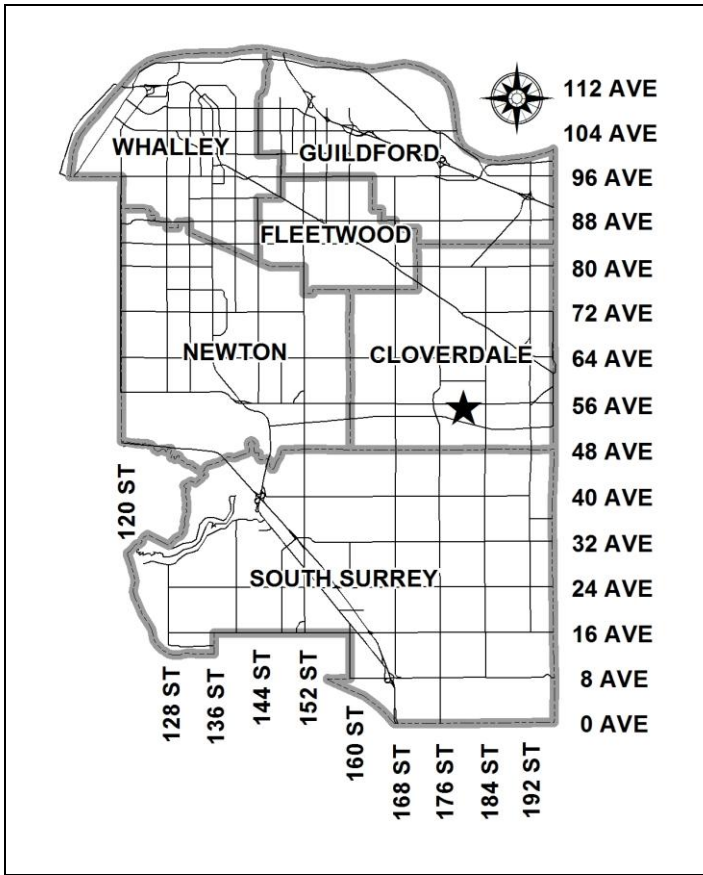 112 AVE
104 AVE
WHALLEY
GUILDFORD
96 AVE
88 AVE
FLEETWOOD
80 AVE
72 AVE
NEWTON
CLOVERDALE
64 AVE
56 AVE
48 AVE
120 ST
40 AVE
32 AVE
SOUTH SURREY
24 AVE
16 AVE
8 AVE
0 AVE
128 ST
136 ST
144 ST
152 ST
160 ST
168 ST
176 ST
184 ST
192 ST